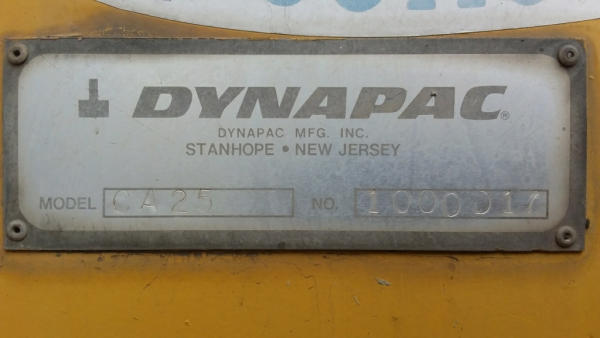 DYNAPAC®
DYNAPAC MFG. INC.
STANHOPE • NEW JERSEY
MODEL CA25 NO.